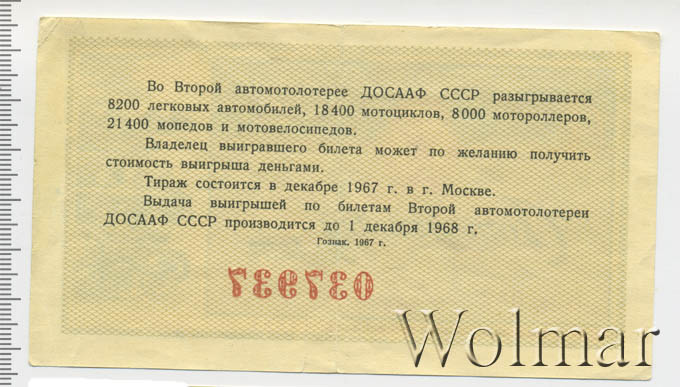 Во Второй автомотолотерее ДОСААФ СССР разыгрывается
8200 легковых автомобилей, 18400 мотоциклов, 8000 мотороллеров,
21400 мопедов и мотовелосипедов.
Владелец выигравшего билета может по желанию получить
стоимость выигрыша деньгами.
Тираж состоится в декабре 1967 г. в г. Москве.
Выдача выигрышей по билетам Второй автомотолотереи
ДОСААФ СССР производится до 1 декабря 1968 г.
Гознак. 1967 г.
Wolmar